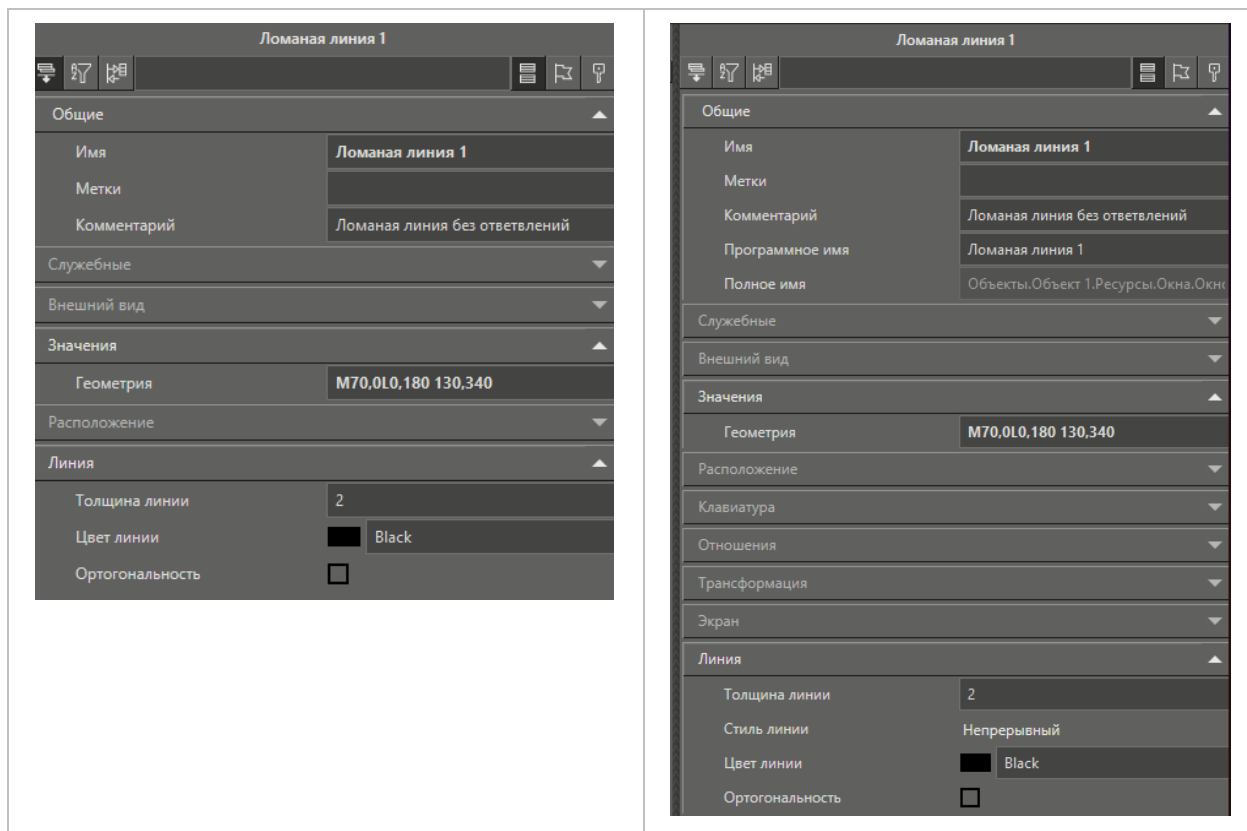 Ломаная линия 1
Общие
Имя Ломаная линия 1
Метки
Комментарий Ломаная линия без ответвлений
Служебные
Внешний вид
Значения
Геометрия M70,0L0,180 130,340
Расположение
Линия
Толщина линии 2
Цвет линии Black
Ортогональность
Ломаная линия 1
Общие
Имя Ломаная линия 1
Метки
Комментарий Ломаная линия без ответвлений
Программное имя Ломаная линия 1
Полное имя Объекты.Объект 1.Ресурсы.Окна.Окно
Служебные
Внешний вид
Значения
Геометрия M70,0L0,180 130,340
Расположение
Клавиатура
Отношения
Трансформация
Экран
Линия
Толщина линии 2
Стиль линии Непрерывный
Цвет линии Black
Ортогональность